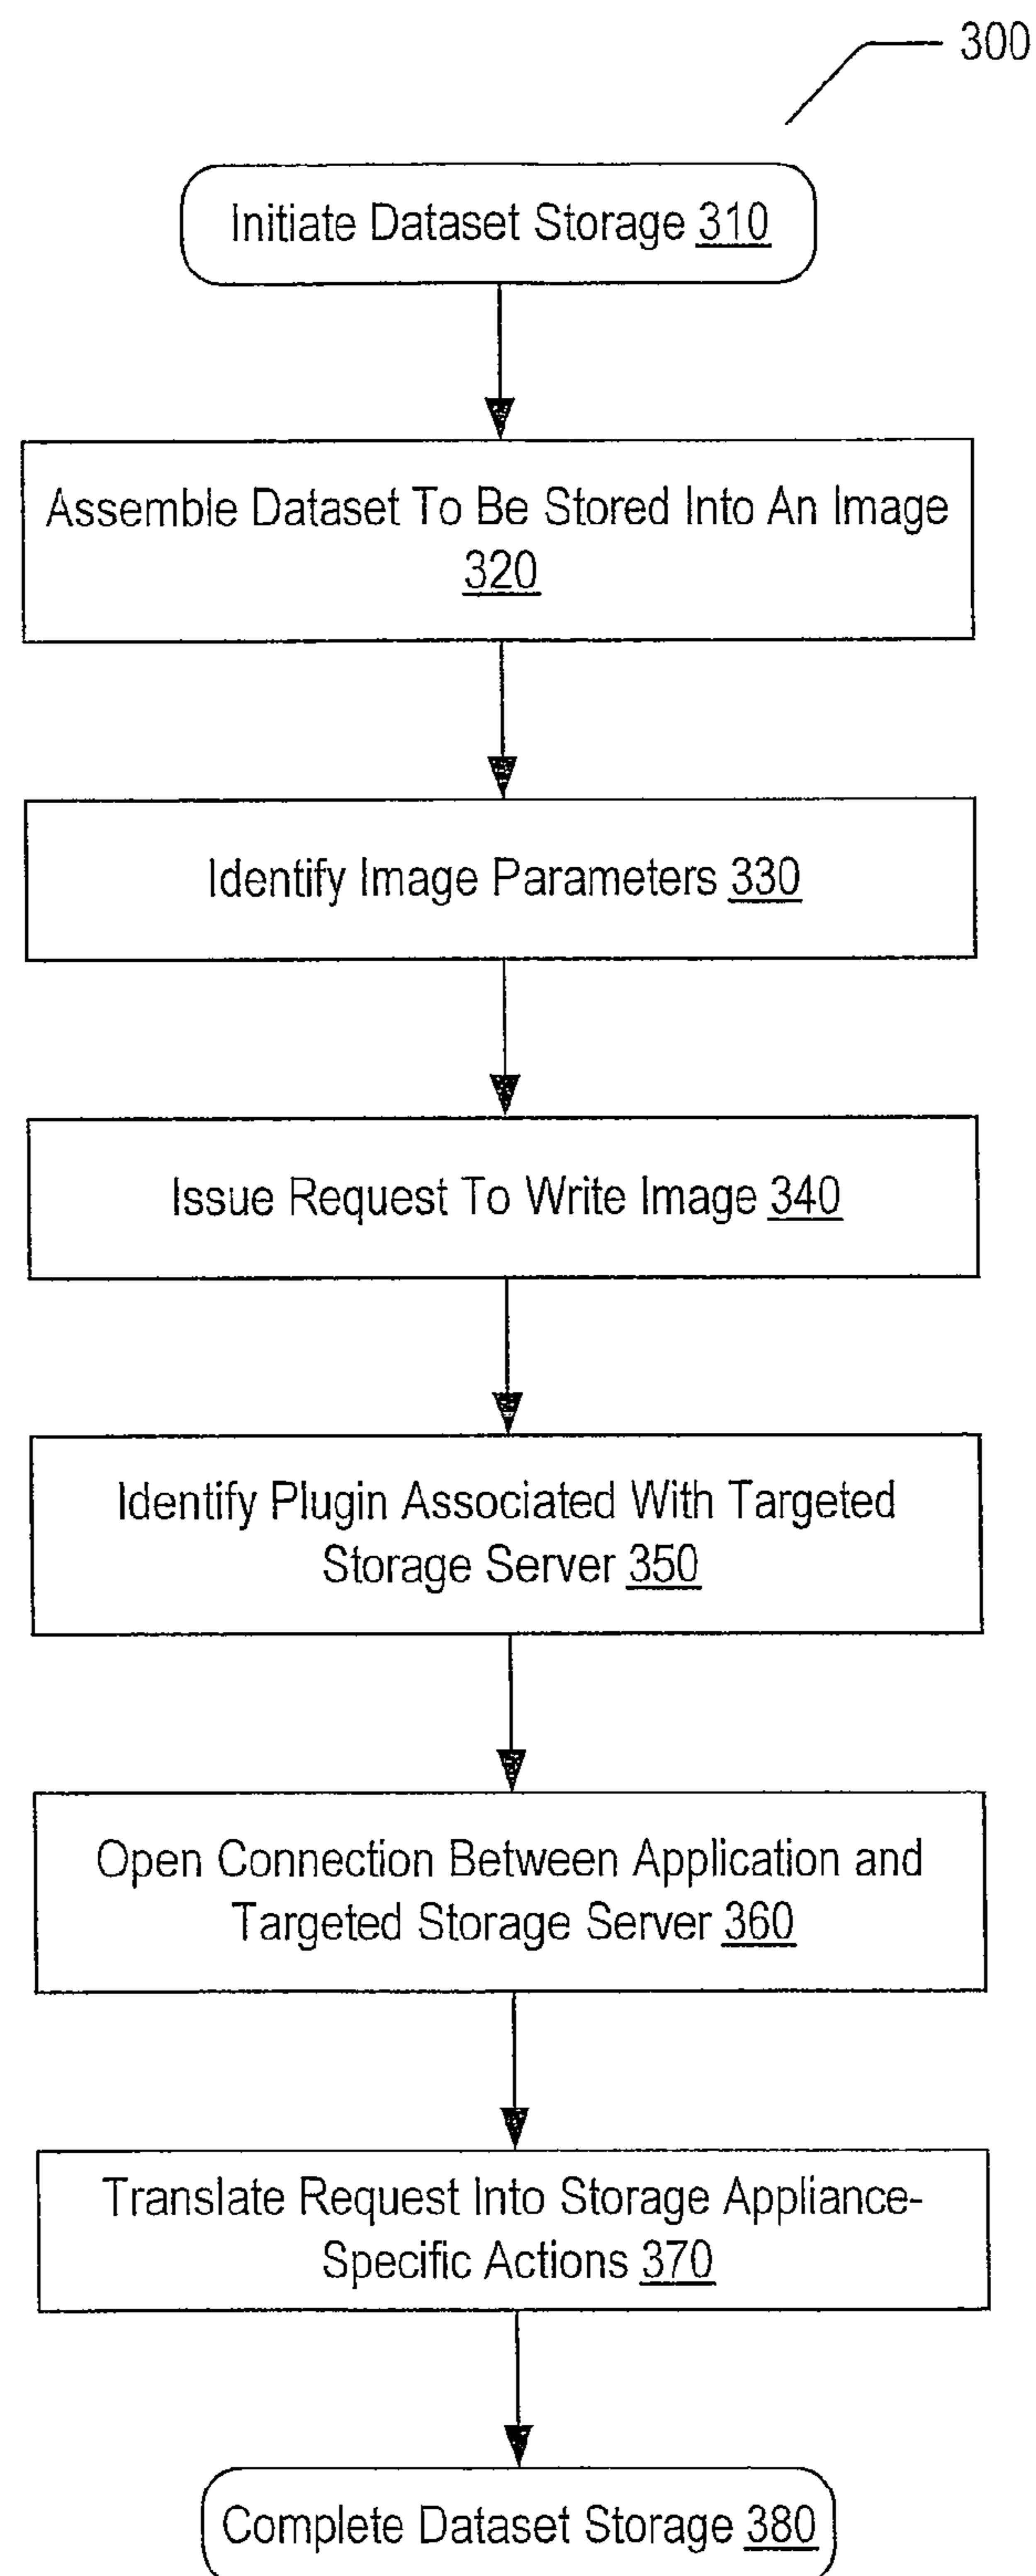 300
Initiate Dataset Storage 310
Assemble Dataset To Be Stored Into An Image
320
Identify Image Parameters 330
Issue Request To Write Image 340
Identify Plugin Associated With Targeted
Storage Server 350
Open Connection Between Application and
Targeted Storage Server 360
Translate Request Into Storage Appliance-
Specific Actions 370
Complete Dataset Storage 380